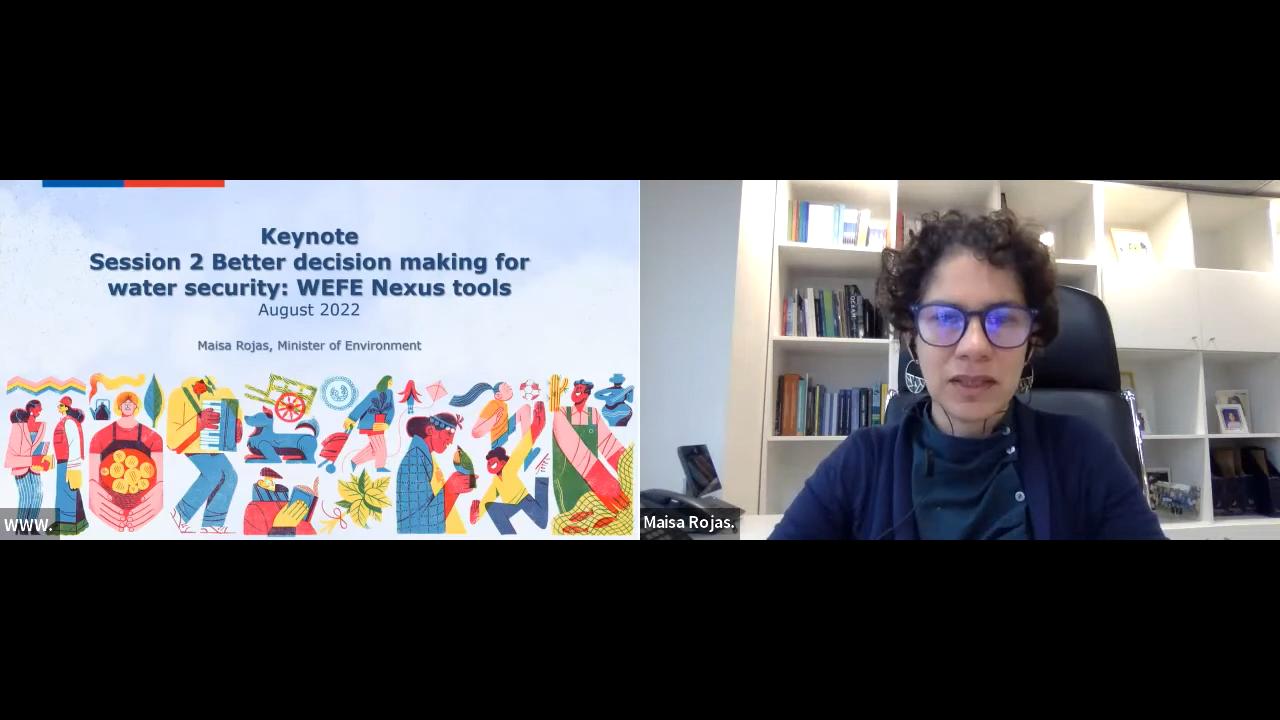 Keynote
Session 2 Better decision making for
water security: WEFE Nexus tools
August 2022
Maisa Rojas, Minister of Environment
www.
Maisa Rojas.